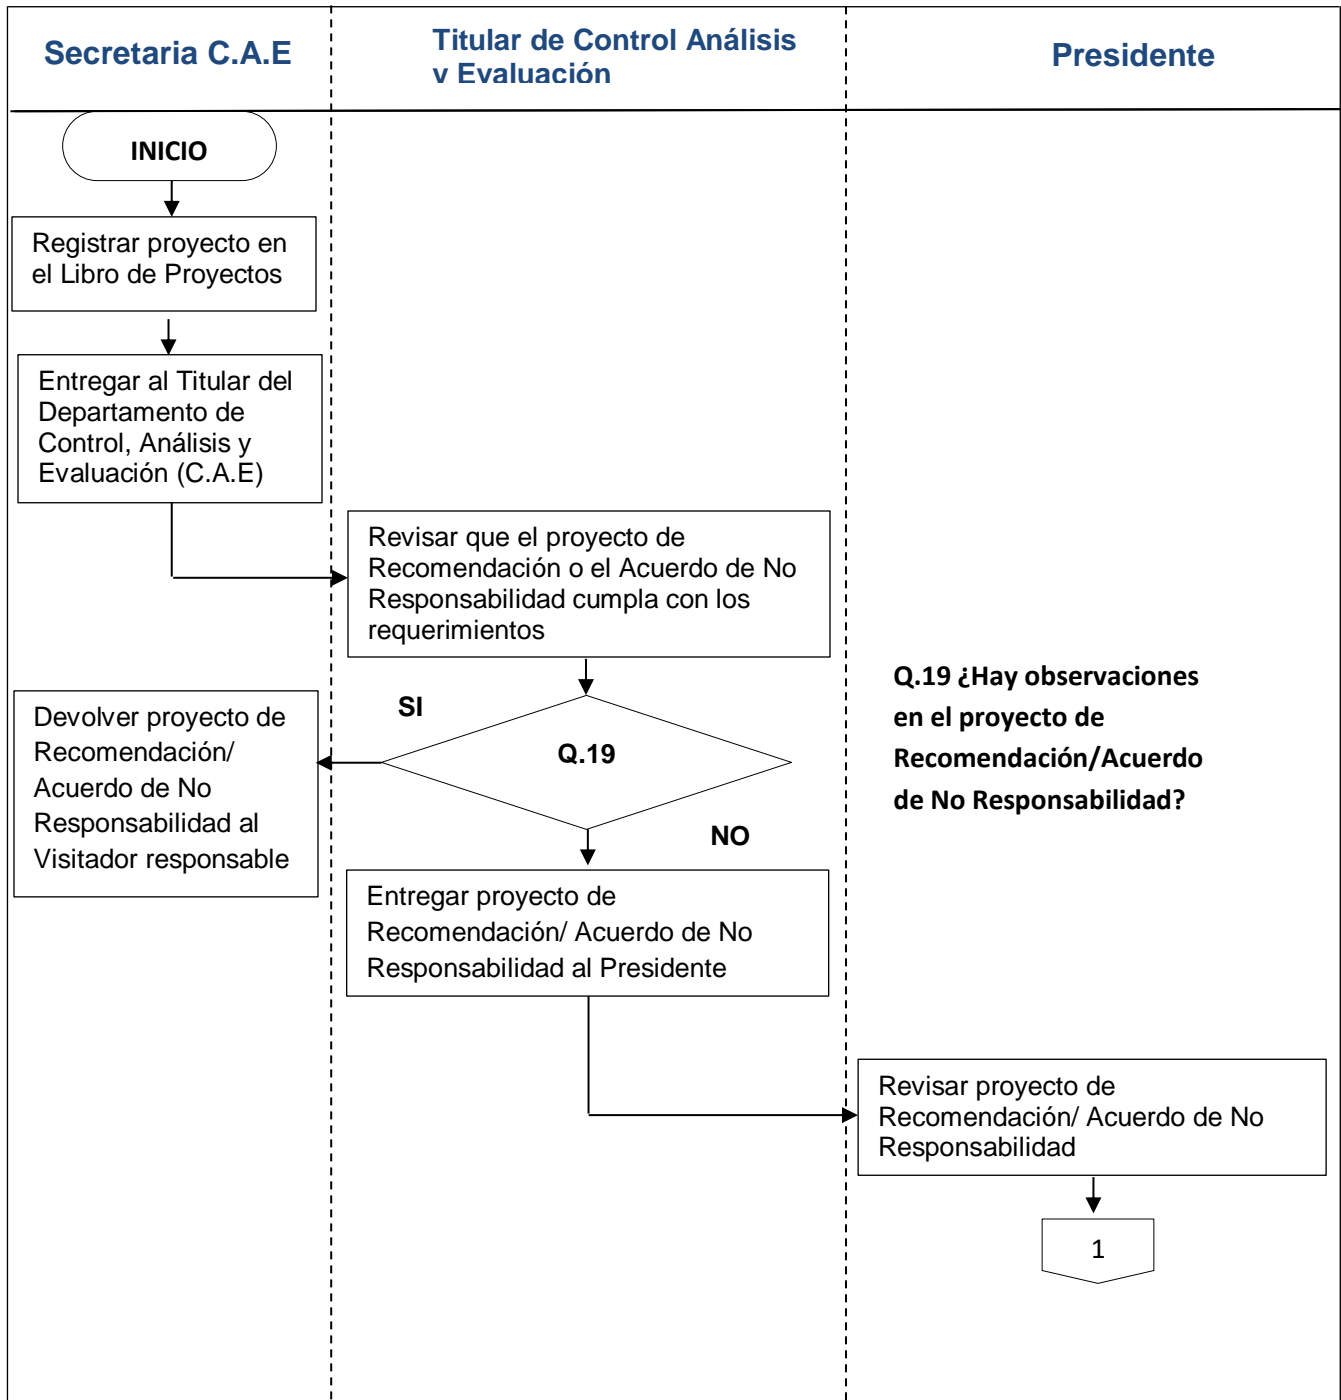 Secretaria C.A.E
Titular de Control Análisis
y Evaluación
Presidente
INICIO
Registrar proyecto en
el Libro de Proyectos
Entregar al Titular del
Departamento de
Control, Análisis y
Evaluación (C.A.E)
Revisar que el proyecto de
Recomendación o el Acuerdo de No
Responsabilidad cumpla con los
requerimientos
SI
Q.19
NO
Q.19 ¿Hay observaciones
en el proyecto de
Recomendación/Acuerdo
de No Responsabilidad?
Devolver proyecto de
Recomendación/
Acuerdo de No
Responsabilidad al
Visitador responsable
Entregar proyecto de
Recomendación/ Acuerdo de No
Responsabilidad al Presidente
Revisar proyecto de
Recomendación/ Acuerdo de No
Responsabilidad
1